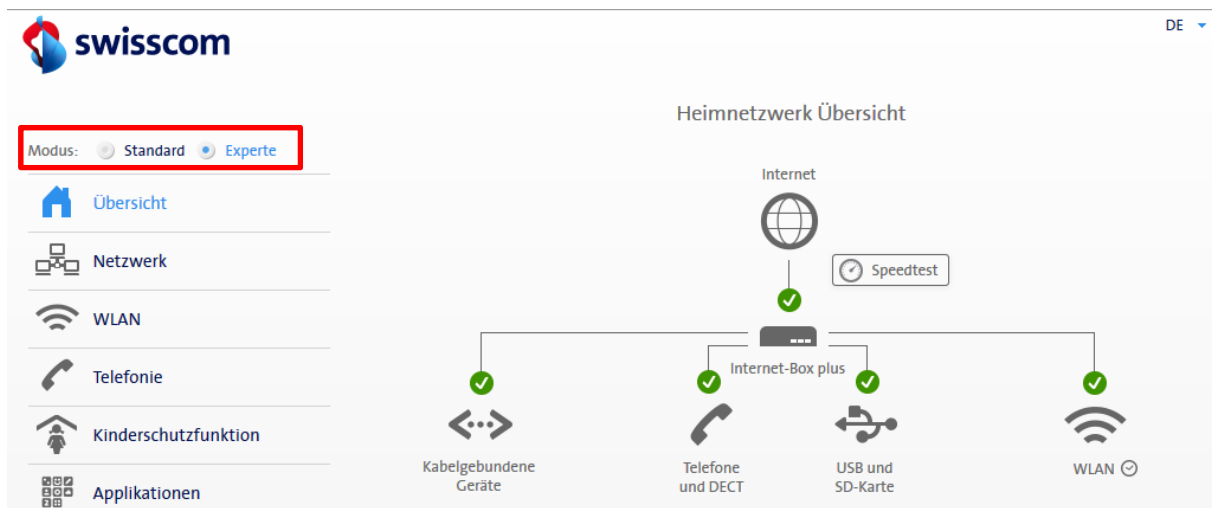 swisscom
DE
Heimnetzwerk Übersicht
Modus: Standard Experte
Übersicht
Netzwerk
WLAN
Telefonie
Kinderschutzfunktion
Applikationen
Internet
Speedtest
Internet-Box plus
Kabelgebundene
Geräte
Telefone
und DECT
USB und
SD-Karte
WLAN